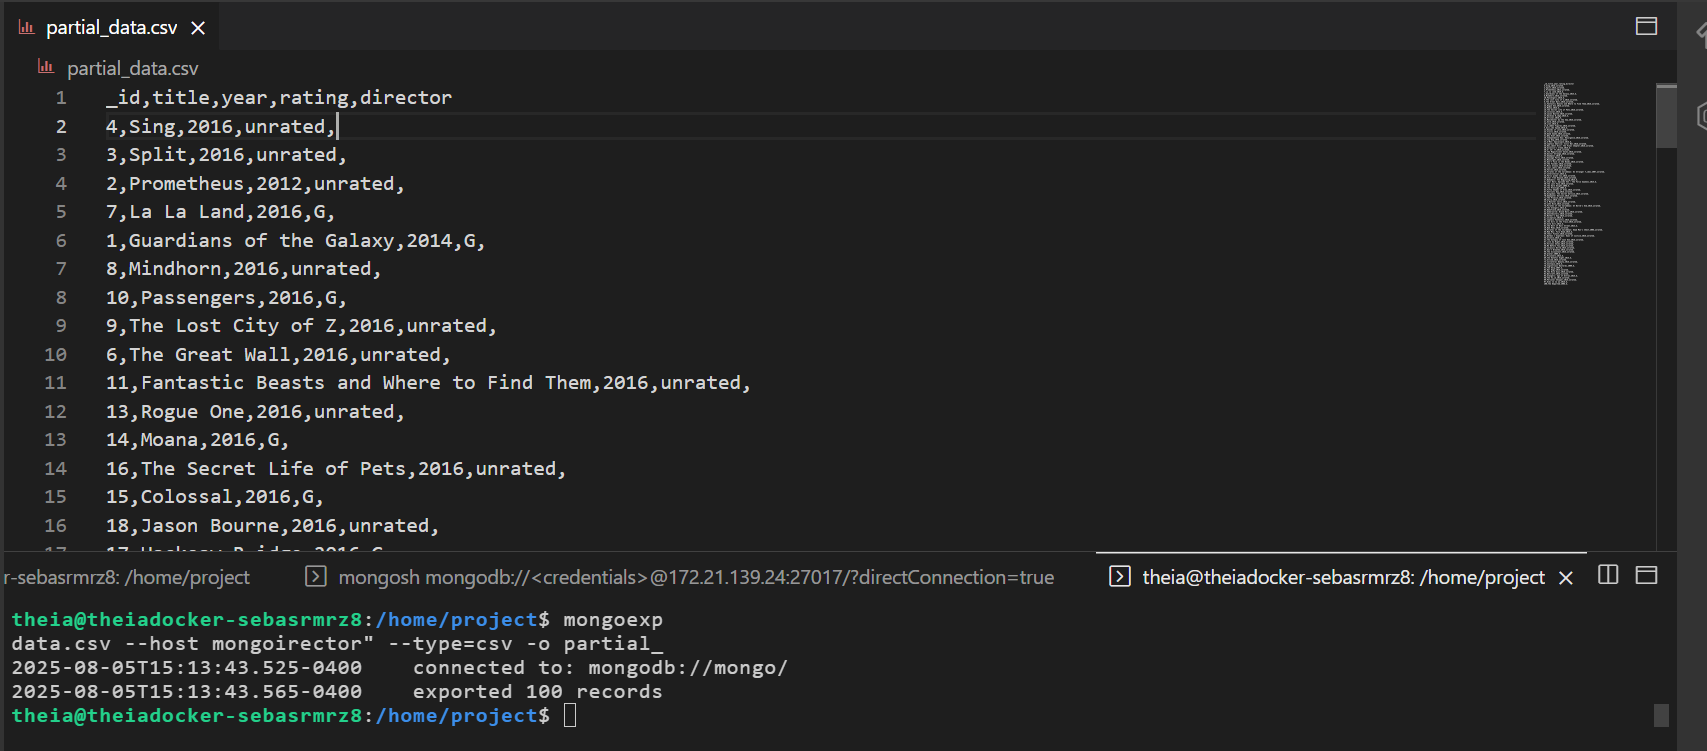 partial_data.csv
partial_data.csv
1 _id,title,year,rating,director
2 4,Sing,2016,unrated,
3 3,Split,2016,unrated,
4 2,Prometheus,2012,unrated,
5 7,La La Land,2016,G,
6 1,Guardians of the Galaxy,2014,G,
7 8,Mindhorn,2016,unrated,
8 10,Passengers,2016,G,
9 9,The Lost City of Z,2016,unrated,
10 6,The Great Wall,2016,unrated,
11 11,Fantastic Beasts and Where to Find Them,2016,unrated,
12 13,Rogue One,2016,unrated,
13 14,Moana,2016,G,
14 16,The Secret Life of Pets,2016,unrated,
15 15,Colossal,2016,G,
16 18,Jason Bourne,2016,unrated,
r-sebasrmrz8: /home/project mongosh mongodb://<credentials>@172.21.139.24:27017/?directConnection=true theia@theiadocker-sebasrmrz8: /home/project
theia@theiadocker-sebasrmrz8:/home/project$ mongoexp
data.csv --host mongoirector" --type=csv -o partial_
2025-08-05T15:13:43.525-0400 connected to: mongodb://mongo/
2025-08-05T15:13:43.565-0400 exported 100 records
theia@theiadocker-sebasrmrz8:/home/project$